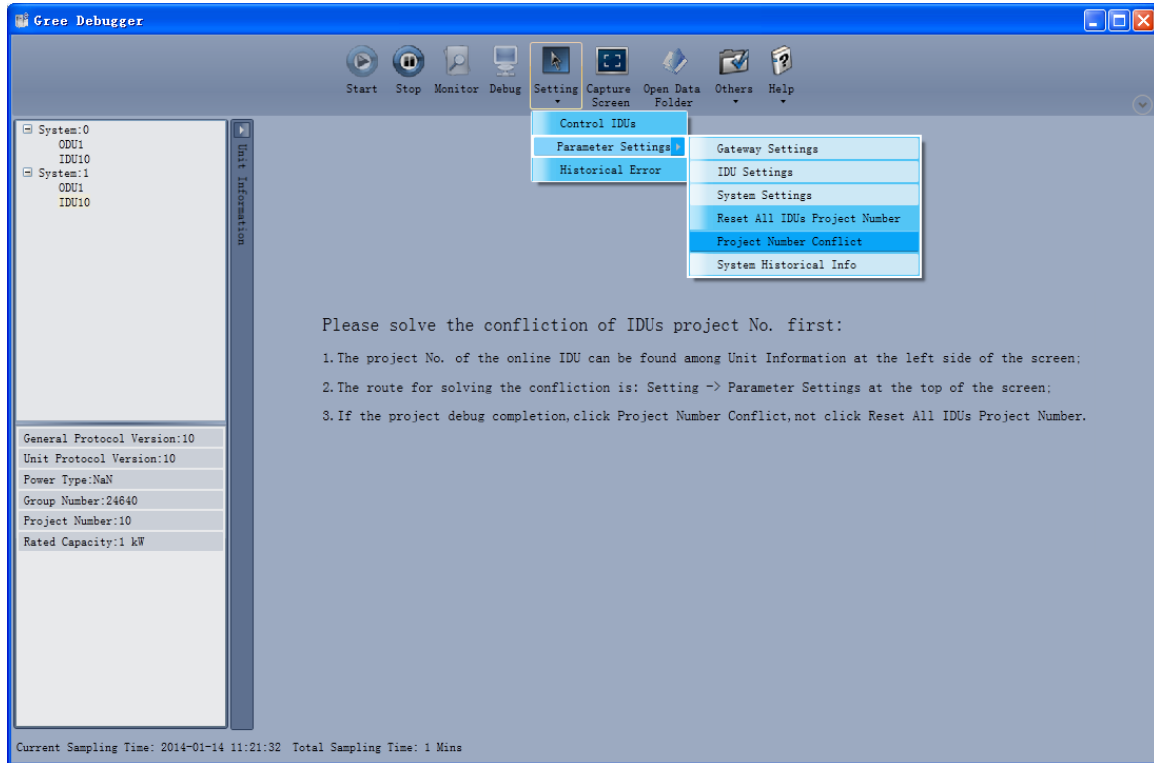 Gree Debugger
Start Stop Monitor Debug Setting Capture Screen Open Data Folder Others Help
Control IDUs
Parameter Settings
Historical Error
Gateway Settings
IDU Settings
System Settings
Reset All IDUs Project Number
Project Number Conflict
System Historical Info
System:0
ODU1
IDU10
System:1
ODU1
IDU10
Unit Information
Please solve the confliction of IDUs project No. first:
1.The project No. of the online IDU can be found among Unit Information at the left side of the screen;
2.The route for solving the confliction is: Setting -> Parameter Settings at the top of the screen;
3.If the project debug completion,click Project Number Conflict,not click Reset All IDUs Project Number.
General Protocol Version:10
Unit Protocol Version:10
Power Type:NaN
Group Number:24640
Project Number:10
Rated Capacity:1 kW
Current Sampling Time: 2014-01-14 11:21:32 Total Sampling Time: 1 Mins